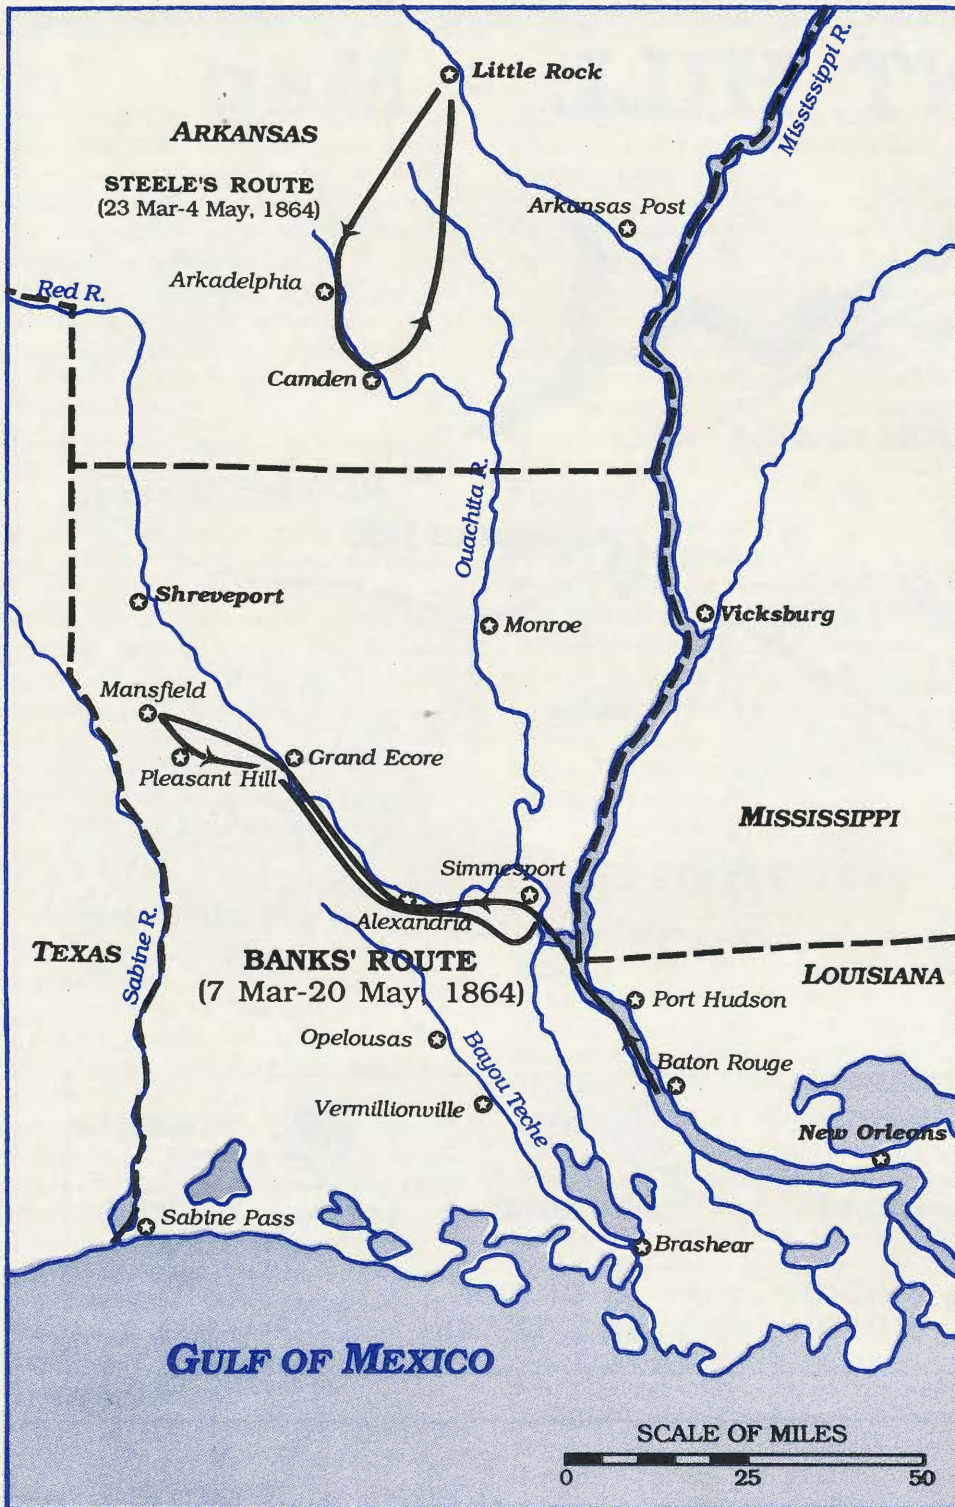 Little Rock
Mississippi R.
ARKANSAS
STEELE'S ROUTE
(23 Mar-4 May, 1864)
Arkansas Post
Arkadelphia
Red R.
Camden
Ouachita R.
Shreveport
Monroe
Vicksburg
Mansfield
Grand Ecore
Pleasant Hill
MISSISSIPPI
Simmesport
Alexandria
TEXAS
Sabine R.
BANKS' ROUTE
(7 Mar-20 May, 1864)
LOUISIANA
Port Hudson
Opelousas
Bayou Teche
Baton Rouge
Vermillionville
New Orleans
Sabine Pass
Brashear
GULF OF MEXICO
SCALE OF MILES
0 25 50